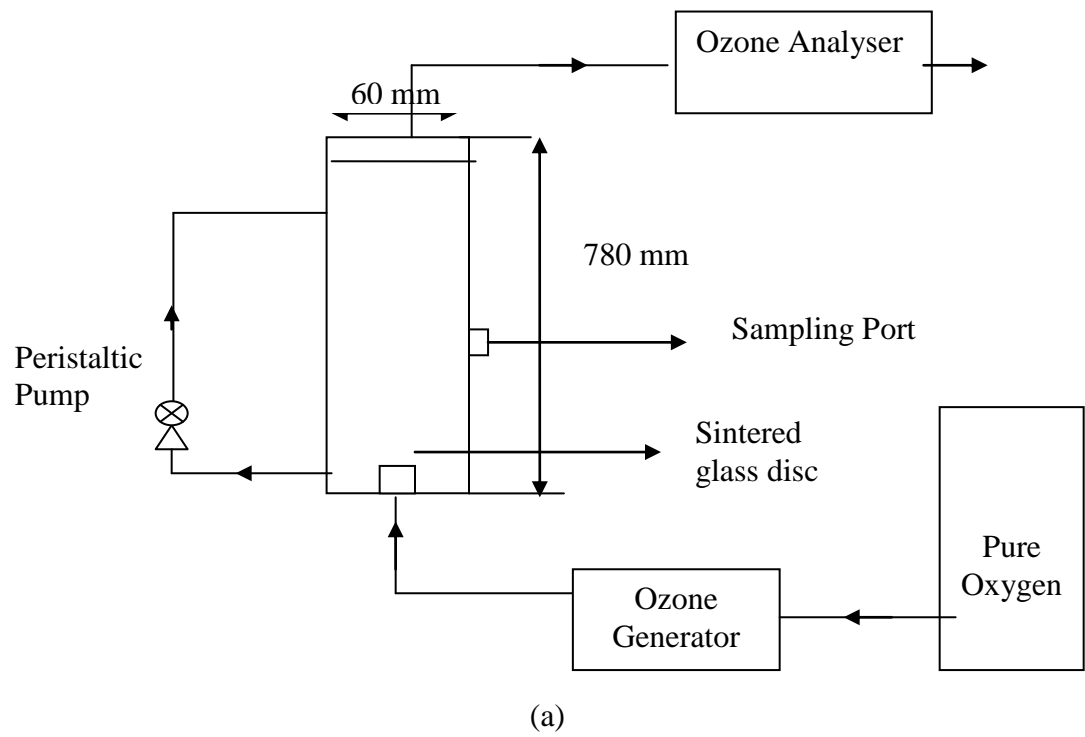 Ozone Analyser
60 mm
780 mm
Sampling Port
Peristaltic
Pump
Sintered
glass disc
Pure
Oxygen
Ozone
Generator
(a)